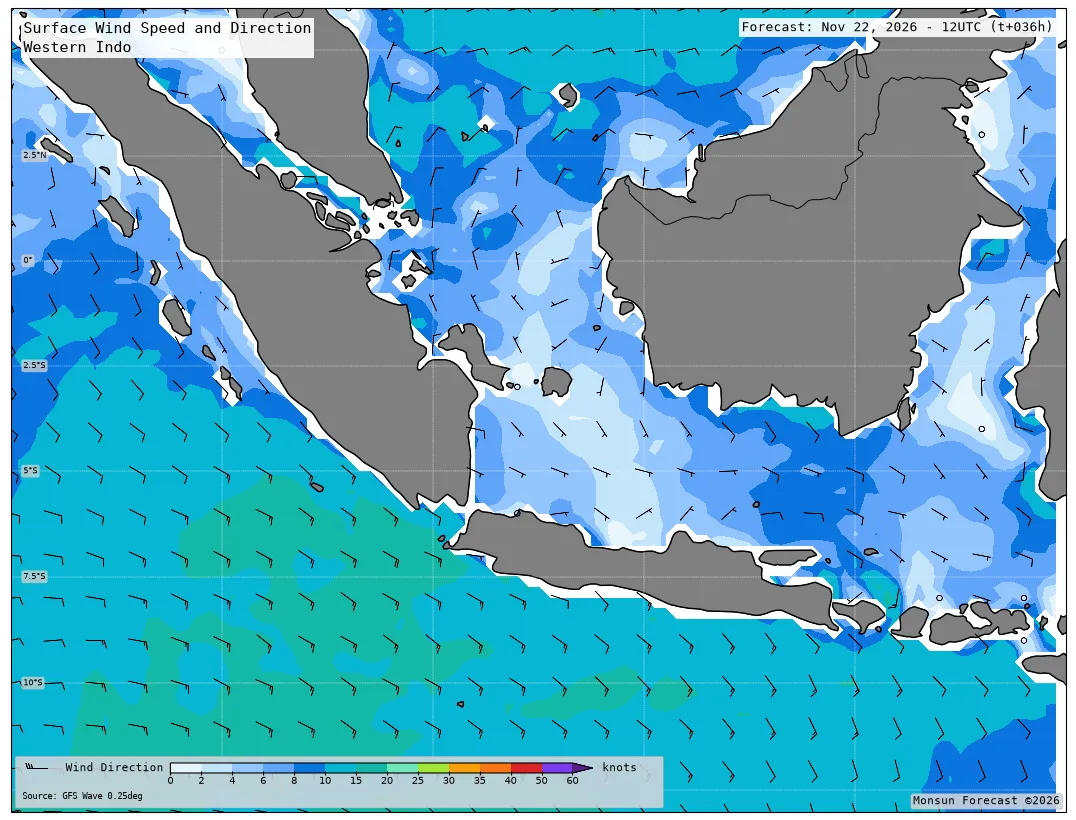 Surface Wind Speed and Direction
Western Indo
Forecast: Nov 22, 2026 - 12UTC (t+036h)
2.5°N
0°
2.5°S
5°S
7.5°S
10°S
Wind Direction
0 2 4 6 8 10 15 20 25 30 35 40 50 60
knots
Source: GFS Wave 0.25deg
Monsun Forecast ©2026